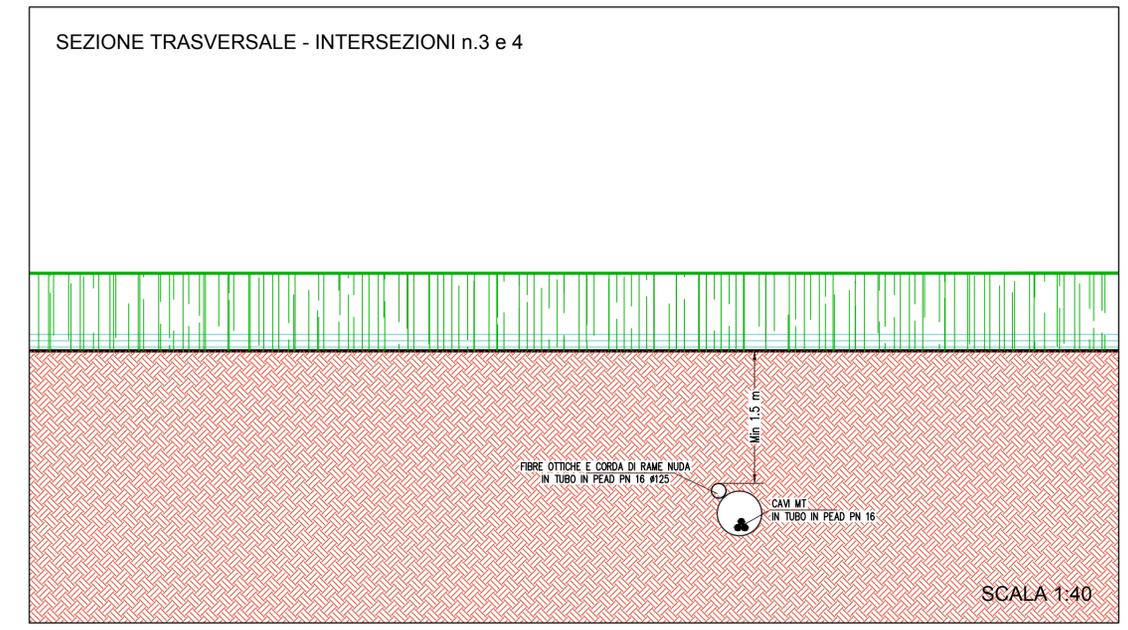 SEZIONE TRASVERSALE - INTERSEZIONI n.3 e 4
Min 1.5 m
FIBRE OTTICHE E CORDA DI RAME NUDA
IN TUBO IN PEAD PN 16 ø125
CAVI MT
IN TUBO IN PEAD PN 16
SCALA 1:40